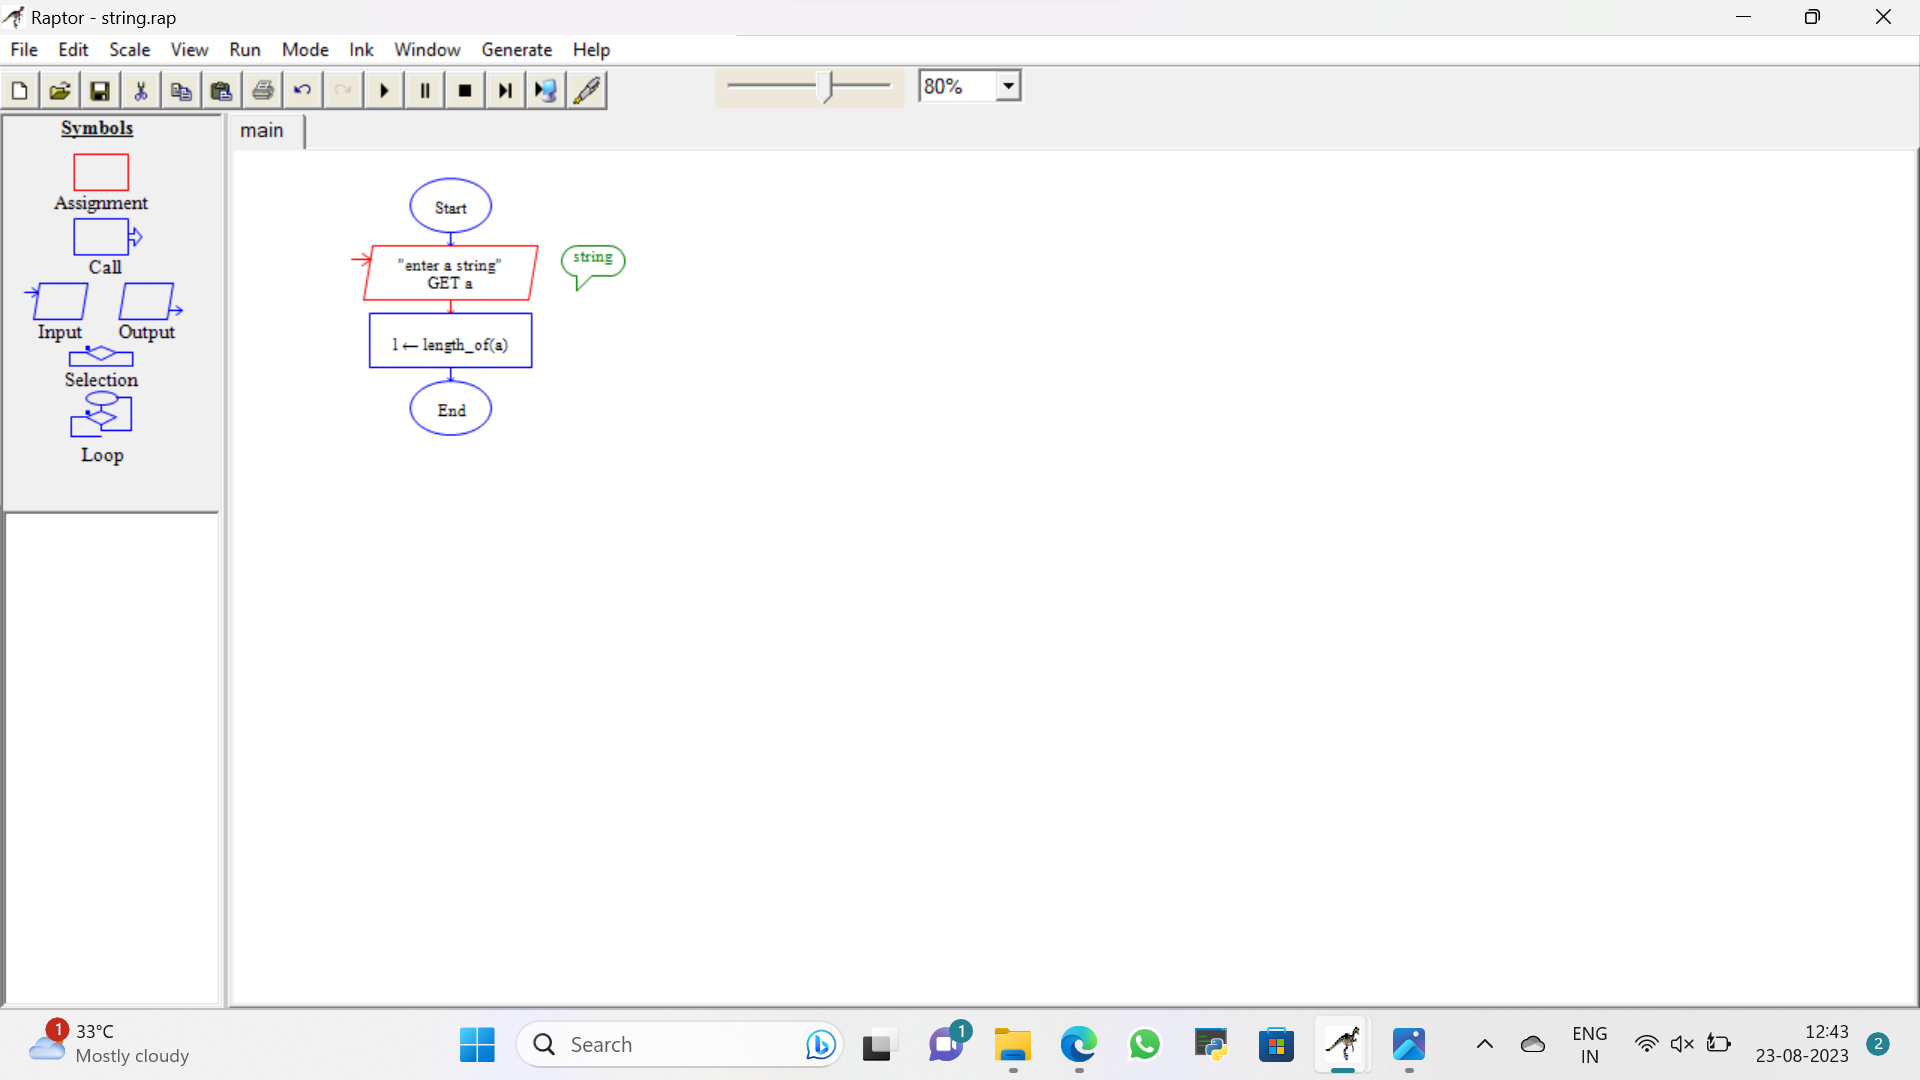 Raptor - string.rap
File Edit Scale View Run Mode Ink Window Generate Help
80%
Symbols
Assignment
Call
Input Output
Selection
Loop
main
Start
"enter a string"
GET a
string
l ← length_of(a)
End
1
33°C
Mostly cloudy
Search
1
ENG
IN
12:43
23-08-2023
2